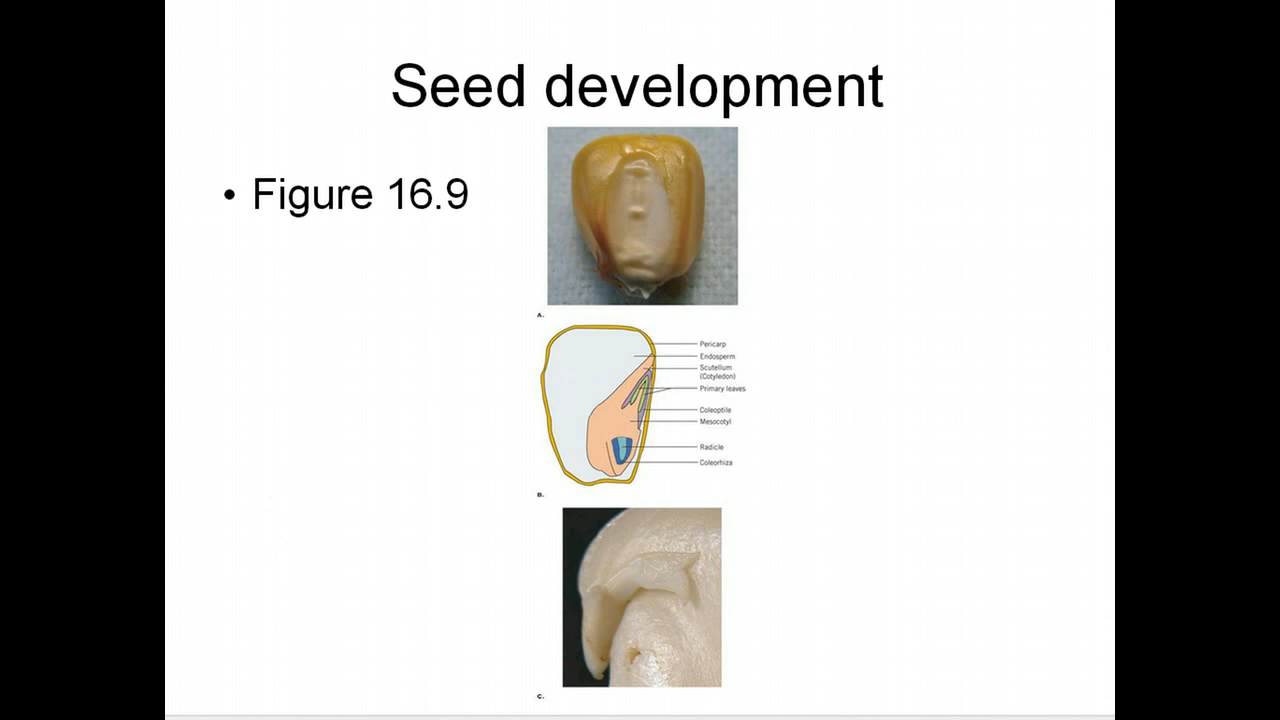 Seed development
• Figure 16.9
A.
Pericarp
Endosperm
Scutellum
(Cotyledon)
Primary leaves
Coleoptile
Mesocotyl
Radicle
Coleorhiza
B.
C.